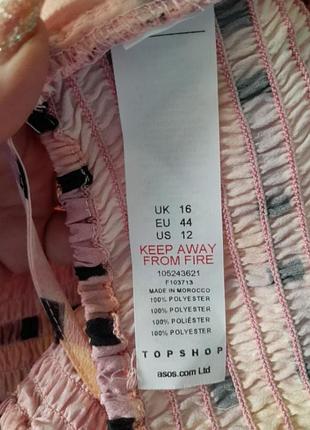 UK 16
EU 44
US 12
KEEP AWAY
FROM FIRE
105243621
F103713
MADE IN MOROCCO
100% POLYESTER
100% POLYESTER
100% POLIÉSTER
100% POLYESTER
TOPSHOP
asos.com Ltd